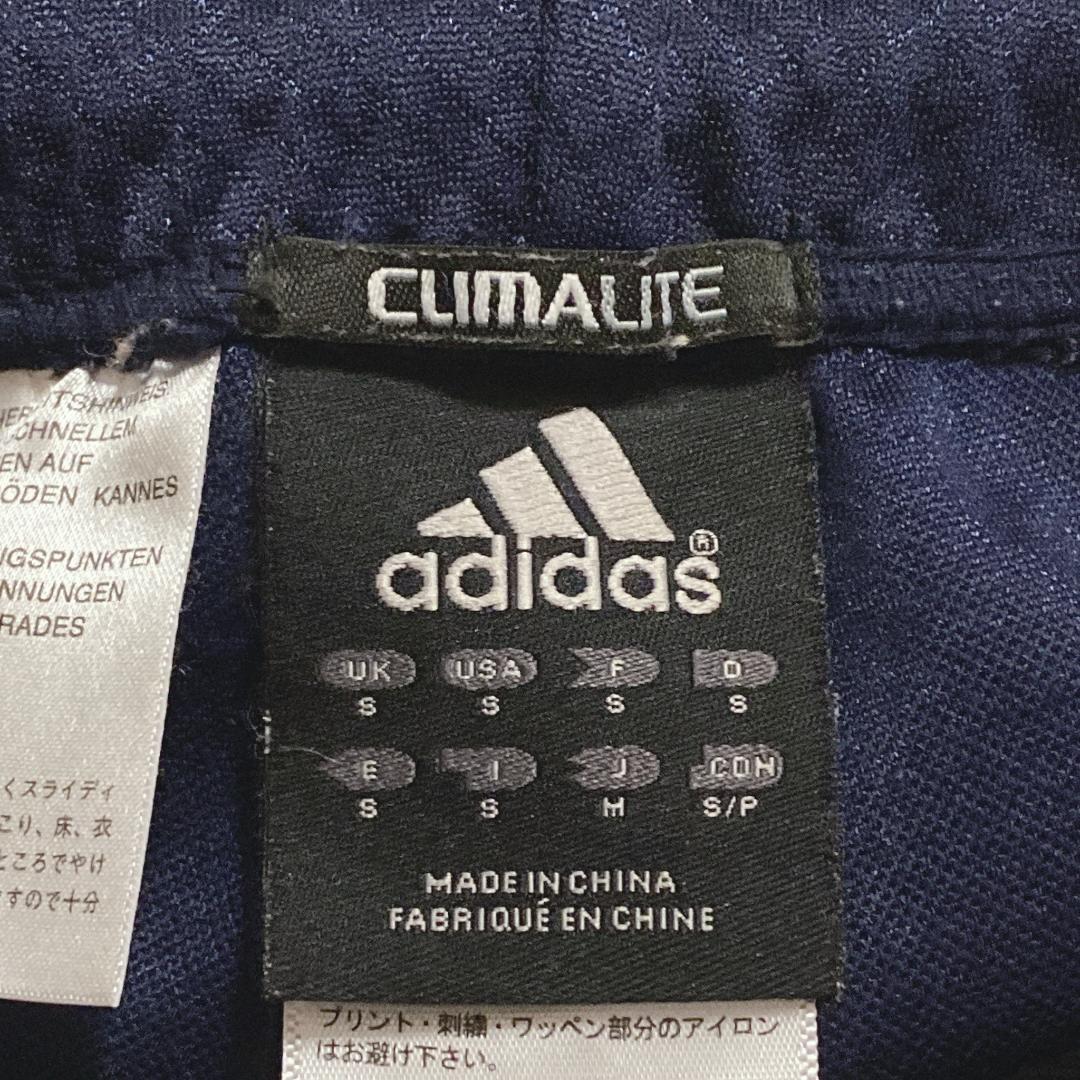 CLIMALITE
adidas®
UK USA F D
S S S S
E I J CDN
S S M S/P
MADE IN CHINA
FABRIQUÉ EN CHINE
CHNELLEM
EN AUF
ÖDEN KANNES
NGSPUNKTEN
NNUNGEN
RADES
くスライディ
こり、床、衣
ところでやけ
すので十分
プリント・刺繍・ワッペン部分のアイロン
はお避け下さい。